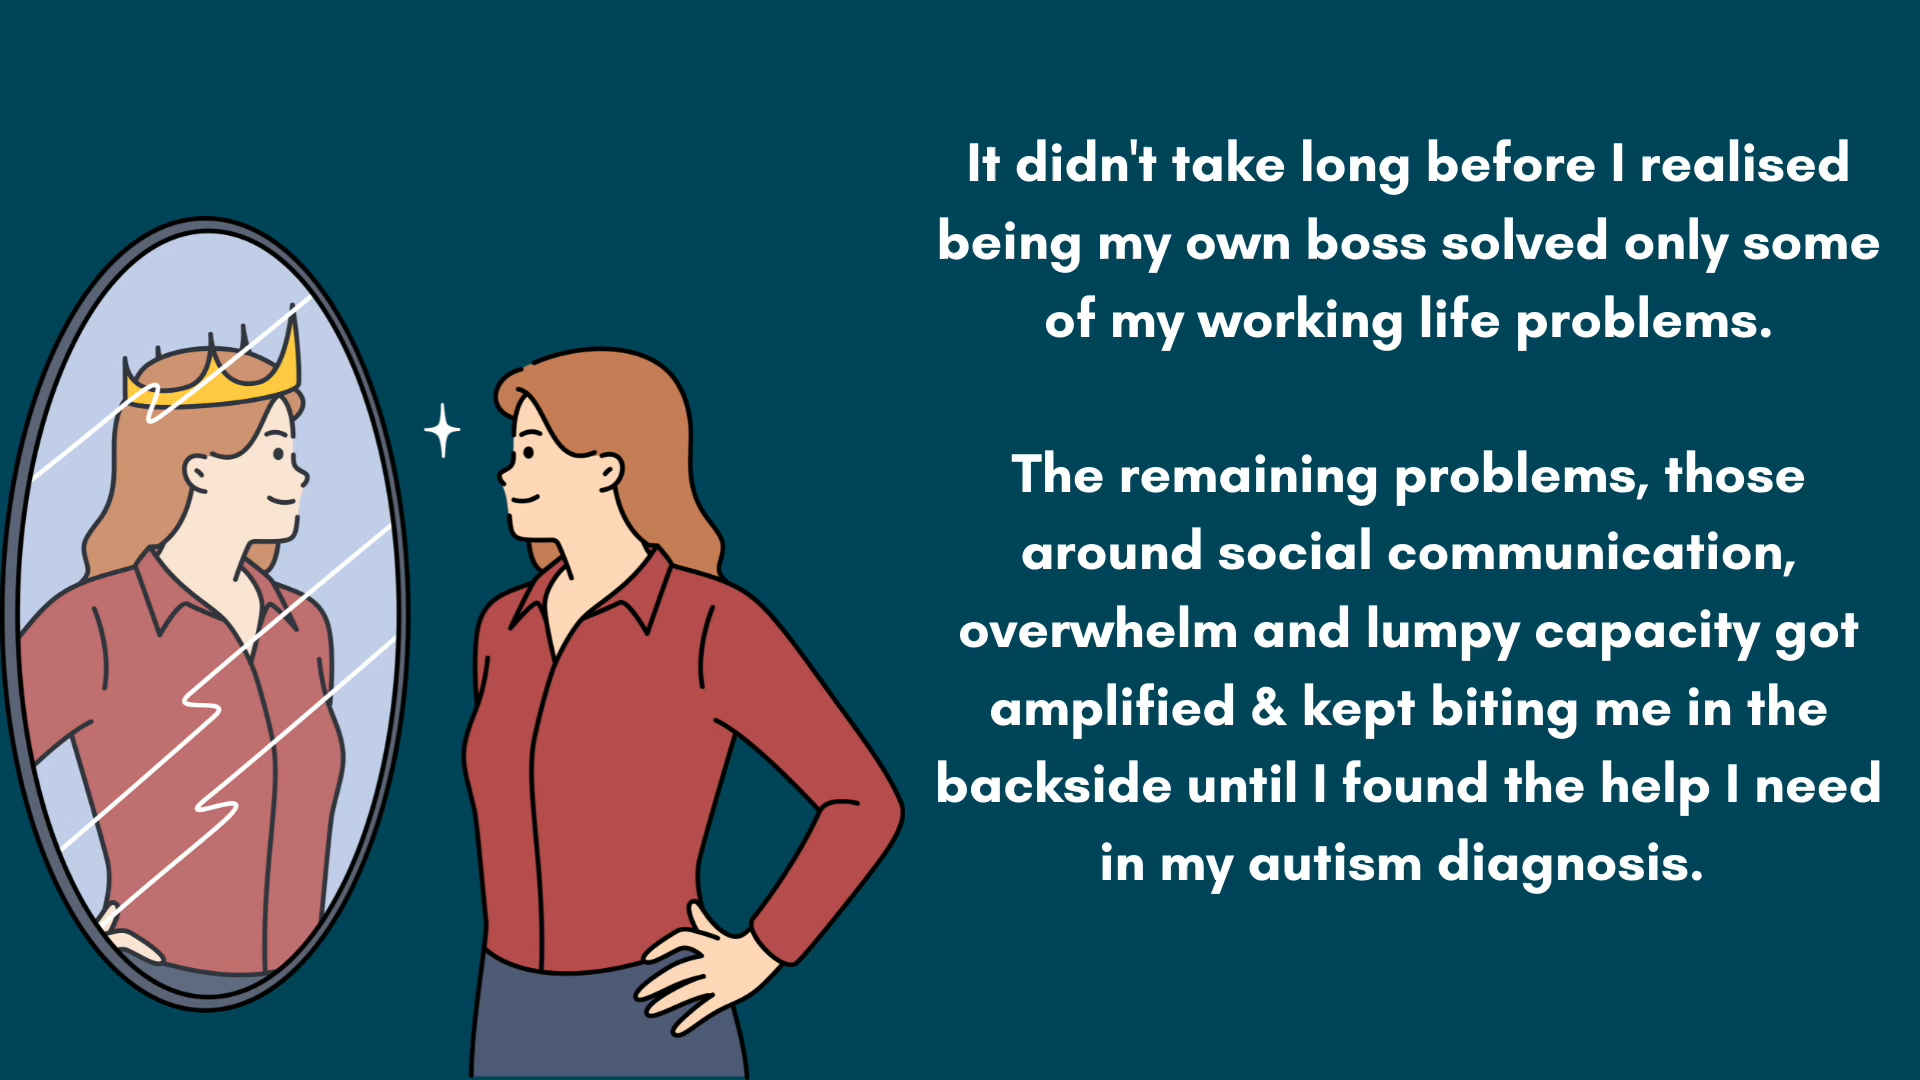 It didn't take long before I realised
being my own boss solved only some
of my working life problems.
The remaining problems, those
around social communication,
overwhelm and lumpy capacity got
amplified & kept biting me in the
backside until I found the help I need
in my autism diagnosis.